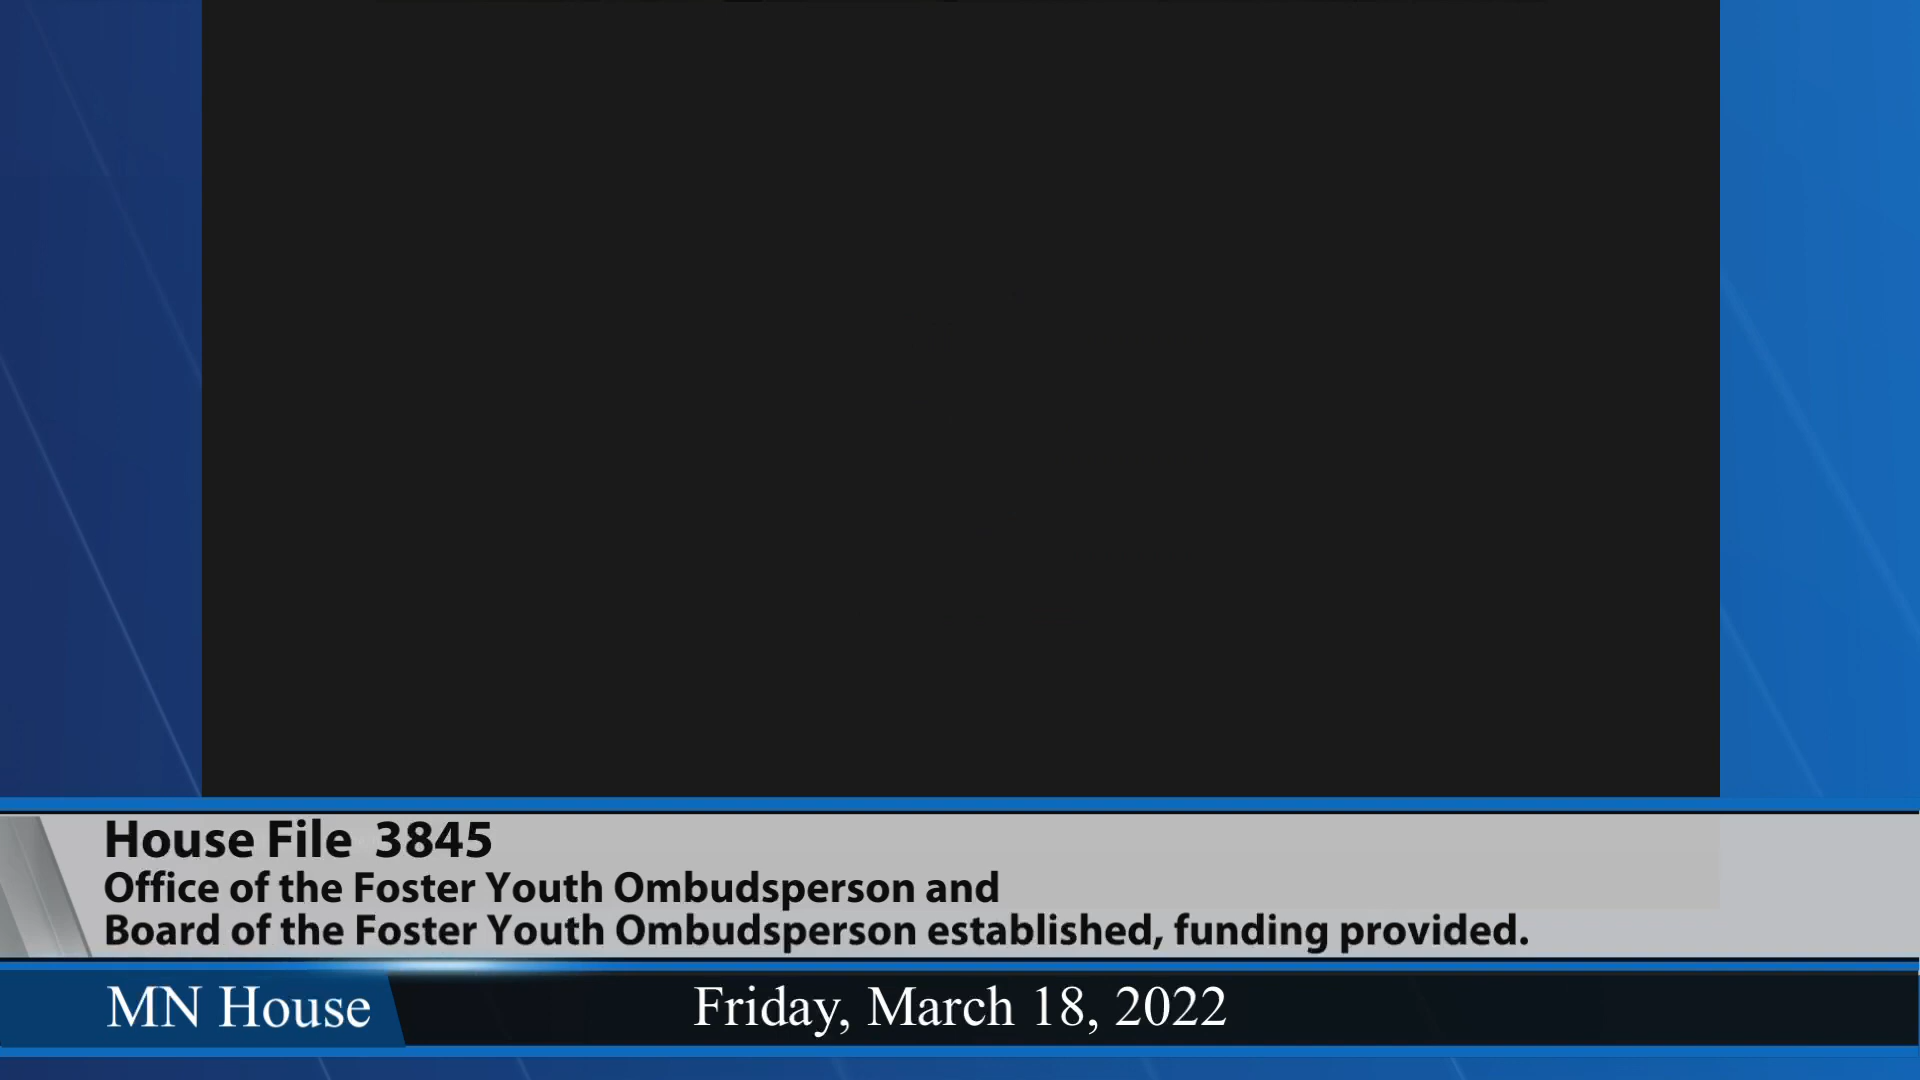 House File 3845
Office of the Foster Youth Ombudsperson and
Board of the Foster Youth Ombudsperson established, funding provided.
MN House
Friday, March 18, 2022